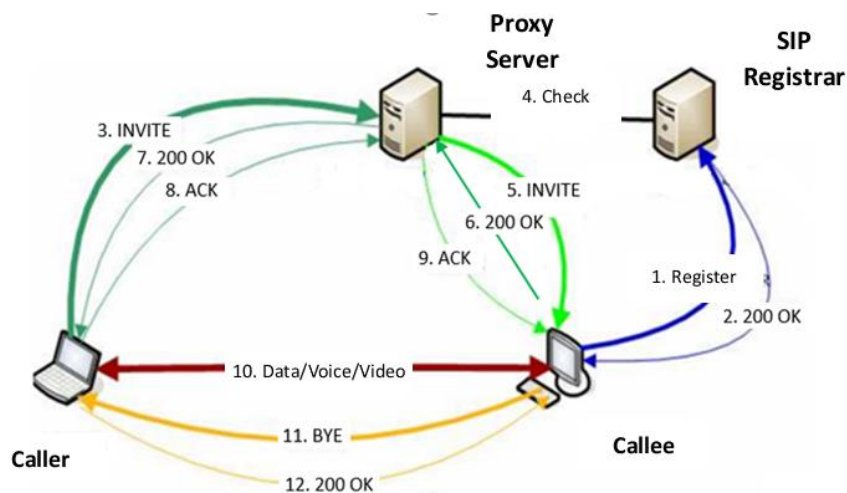 Proxy
Server
SIP
Registrar
4. Check
3. INVITE
7. 200 OK
8. ACK
5. INVITE
6. 200 OK
9. ACK
1. Register
2. 200 OK
10. Data/Voice/Video
11. BYE
Callee
Caller
12. 200 OK